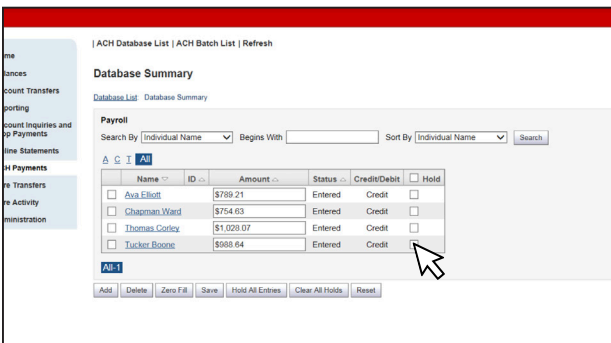 | ACH Database List | ACH Batch List | Refresh
me
lances
count Transfers
porting
count Inquiries and
op Payments
line Statements
H Payments
re Transfers
re Activity
ministration
Database Summary
Database List Database Summary
Payroll
Search By Individual Name Begins With Sort By Individual Name Search
A C T All
Name ID Amount Status Credit/Debit Hold
Ava Elliott $789.21 Entered Credit
Chapman Ward $754.63 Entered Credit
Thomas Corley $1,028.07 Entered Credit
Tucker Boone $988.64 Entered Credit
All-1
Add Delete Zero Fill Save Hold All Entries Clear All Holds Reset